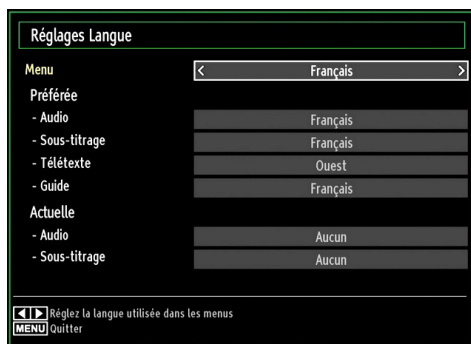 Réglages Langue
Menu < Français >
Préférée
- Audio Français
- Sous-titrage Français
- Télétexte Ouest
- Guide Français
Actuelle
- Audio Aucun
- Sous-titrage Aucun
Réglez la langue utilisée dans les menus
MENU Quitter